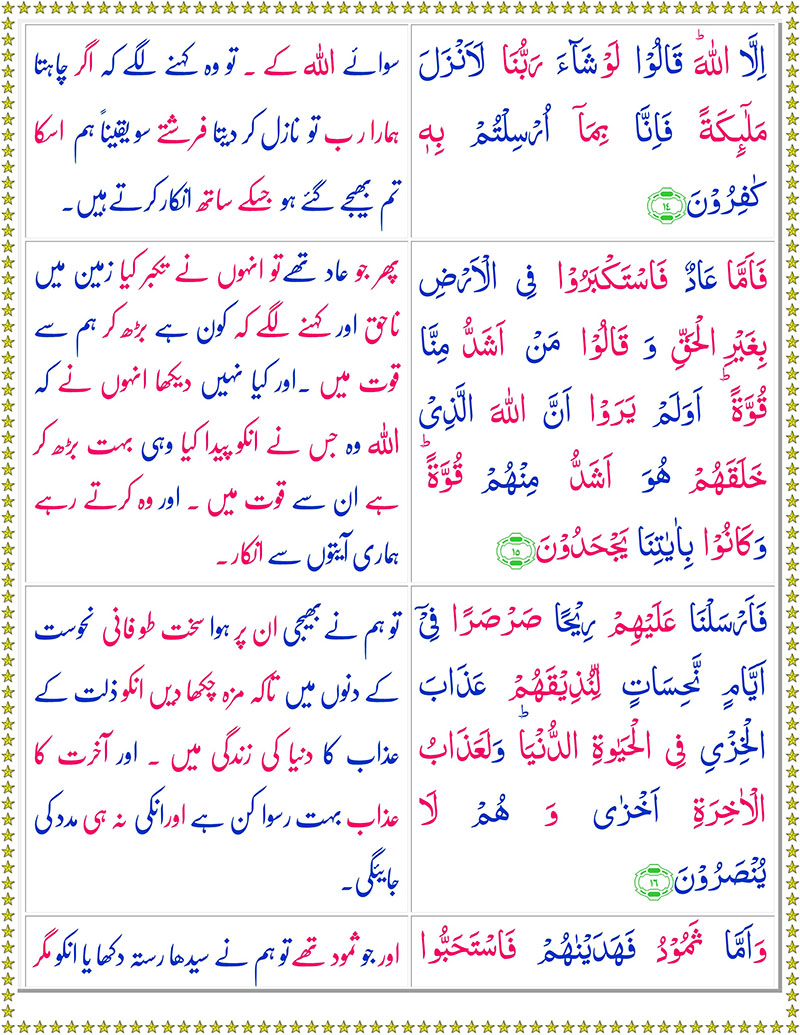 اِلَّا اللّٰهَ ؕ قَالُوْا لَوْ شَآءَ رَبُّنَا لَاَنْزَلَ
مَلٰٓئِكَةً فَاِنَّا بِمَاۤ اُرْسِلْتُمْ بِهٖ
كٰفِرُوْنَ ١٤
سوائے اللہ کے ۔ تو وہ کہنے لگے کہ اگر چاہتا
ہمارا رب تو نازل کر دیتا فرشتے سو یقیناً ہم اسکا
تم بھیجے گئے ہو جسکے ساتھ انکار کرتے ہیں۔
فَاَمَّا عَادٌ فَاسْتَكْبَرُوْا فِی الْاَرْضِ
بِغَیْرِ الْحَقِّ وَ قَالُوْا مَنْ اَشَدُّ مِنَّا
قُوَّةً ؕ اَوَلَمْ یَرَوْا اَنَّ اللّٰهَ الَّذِیْ
خَلَقَهُمْ هُوَ اَشَدُّ مِنْهُمْ قُوَّةً ؕ
وَكَانُوْا بِاٰیٰتِنَا یَجْحَدُوْنَ ١٥
پھر جو عاد تھے تو انہوں نے تکبر کیا زمین میں
ناحق اور کہنے لگے کہ کون ہے بڑھ کر ہم سے
قوت میں ۔اور کیا نہیں دیکھا انہوں نے کہ
اللہ وہ جس نے انکو پیدا کیا وہی بہت بڑھ کر
ہے ان سے قوت میں ۔ اور وہ کرتے رہے
ہماری آیتوں سے انکار۔
فَاَرْسَلْنَا عَلَیْهِمْ رِیْحًا صَرْصَرًا فِیْۤ
اَیَّامٍ نَّحِسَاتٍ لِّنُذِیْقَهُمْ عَذَابَ
الْخِزْیِ فِی الْحَیٰوةِ الدُّنْیَا ؕ وَلَعَذَابُ
الْاٰخِرَةِ اَخْزٰی وَ هُمْ لَا
یُنْصَرُوْنَ ١٦
تو ہم نے بھیجی ان پر ہوا سخت طوفانی نحوست
کے دنوں میں تاکہ مزہ چکھا دیں انکو ذلت کے
عذاب کا دنیا کی زندگی میں ۔ اور آخرت کا
عذاب بہت رسوا کن ہے اور انکی نہ ہی مدد کی
جایئگی۔
وَاَمَّا ثَمُوْدُ فَهَدَیْنٰهُمْ فَاسْتَحَبُّوا
اور جو ثمود تھے تو ہم نے سیدھا رستہ دکھا یا انکو مگر